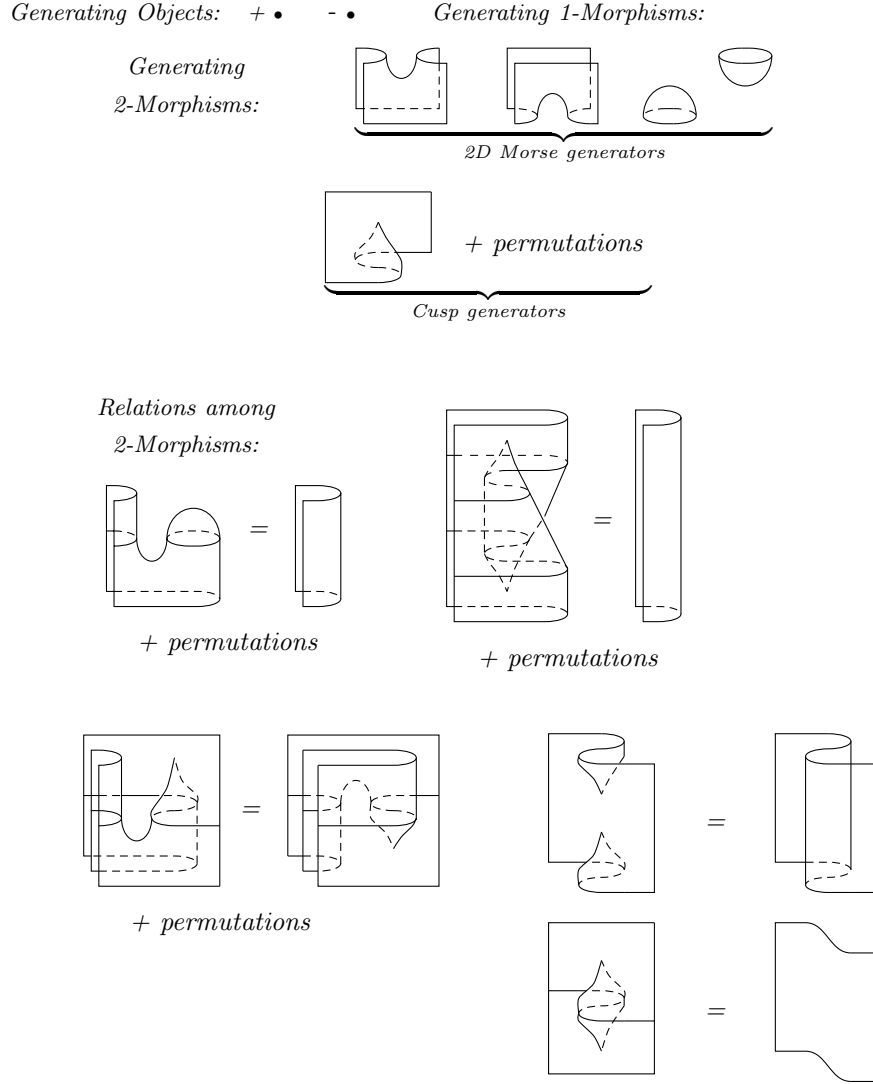 Generating Objects: + • - • Generating 1-Morphisms:
Generating
2-Morphisms:
2D Morse generators
+ permutations
Cusp generators
Relations among
2-Morphisms:
=
=
+ permutations
+ permutations
=
=
+ permutations
=